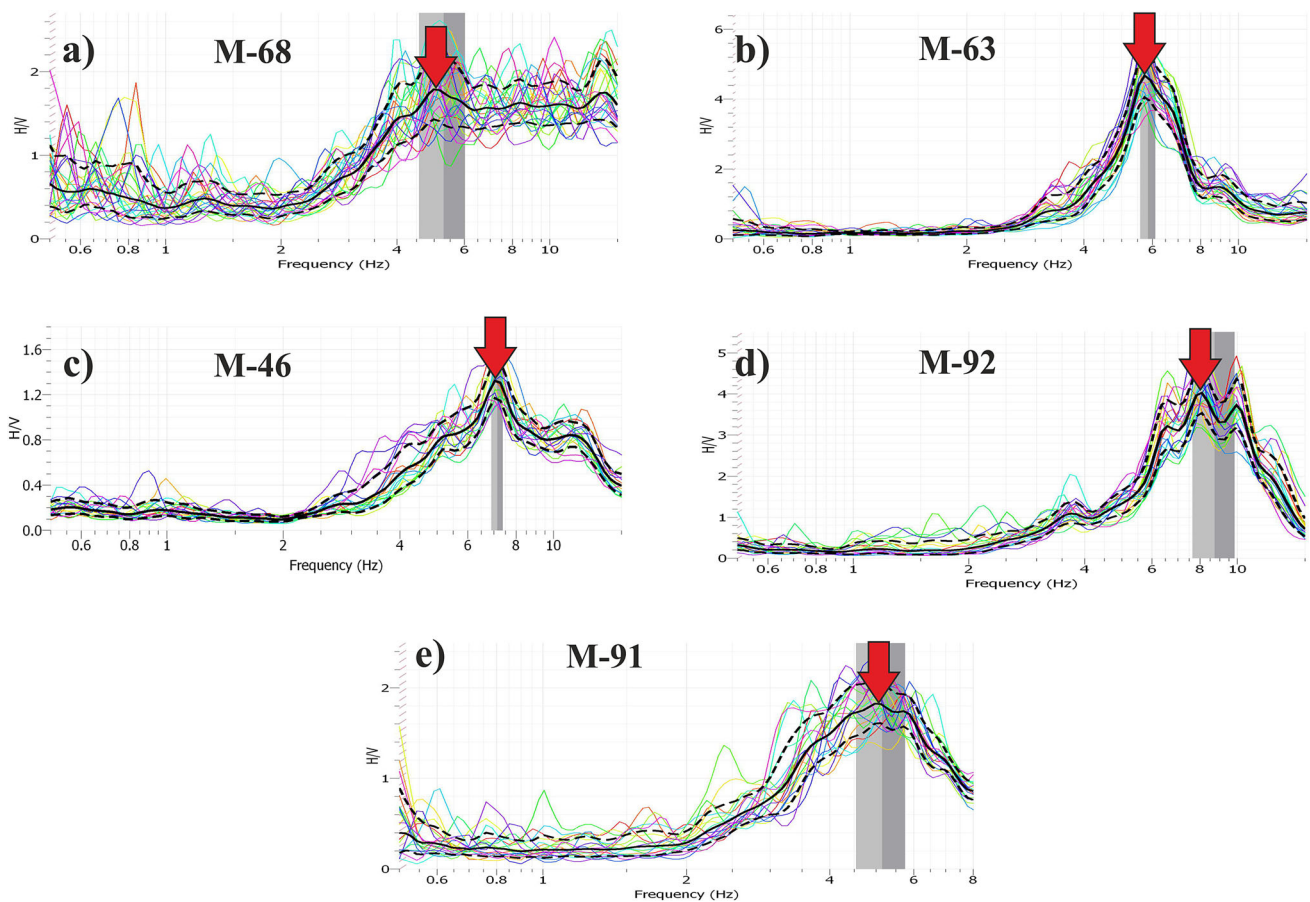 a) M-68
2
1
0
H/V
0.6 0.8 1 2 4 6 8 10
Frequency (Hz)
b) M-63
6
4
2
0
H/V
0.6 0.8 1 2 4 6 8 10
Frequency (Hz)
c) M-46
1.6
1.2
0.8
0.4
0.0
H/V
0.6 0.8 1 2 4 6 8 10
Frequency (Hz)
d) M-92
5
4
3
2
1
0
H/V
0.6 0.8 1 2 4 6 8 10
Frequency (Hz)
e) M-91
2
1
0
H/V
0.6 0.8 1 2 4 6 8
Frequency (Hz)